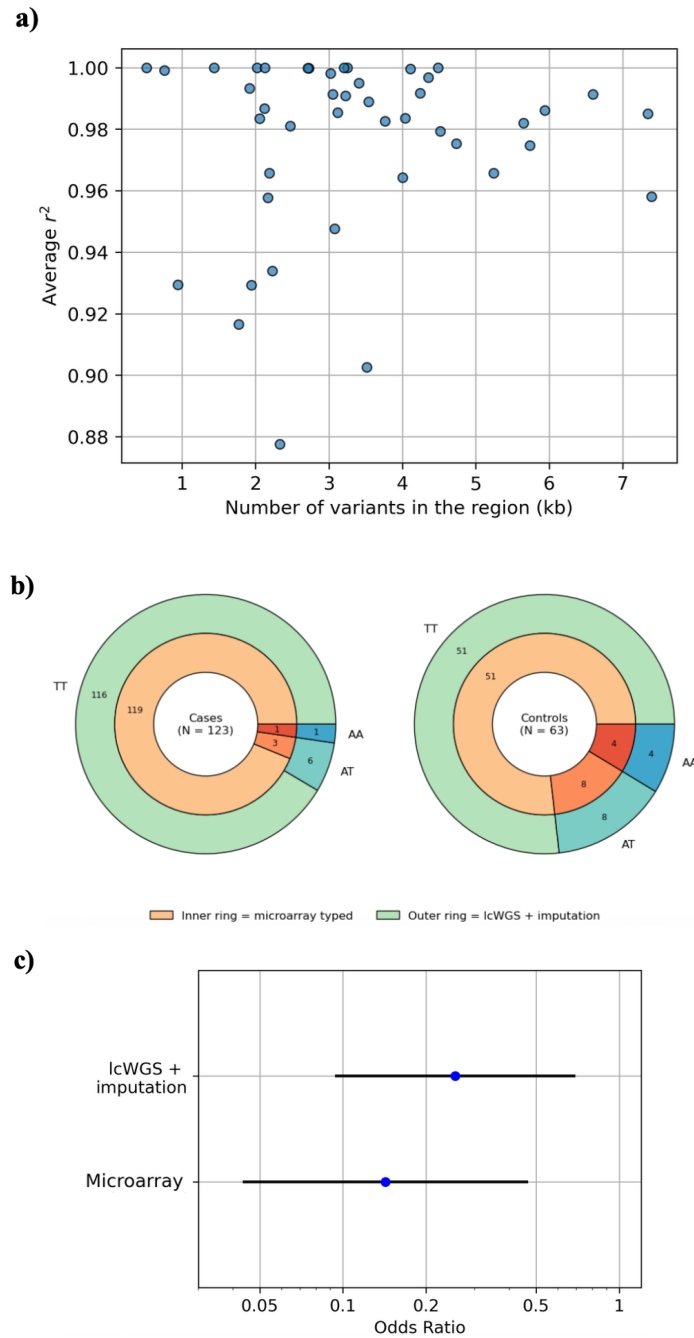 a)
1.00
0.98
0.96
0.94
0.92
0.90
0.88
Average r²
1 2 3 4 5 6 7
Number of variants in the region (kb)
b)
TT
116
119
Cases
(N = 123)
1
3
1
6
AA
AT
TT
51
51
Controls
(N = 63)
4
8
4
8
AA
AT
Inner ring = microarray typed
Outer ring = lcWGS + imputation
c)
lcWGS +
imputation
Microarray
0.05 0.1 0.2 0.5 1
Odds Ratio